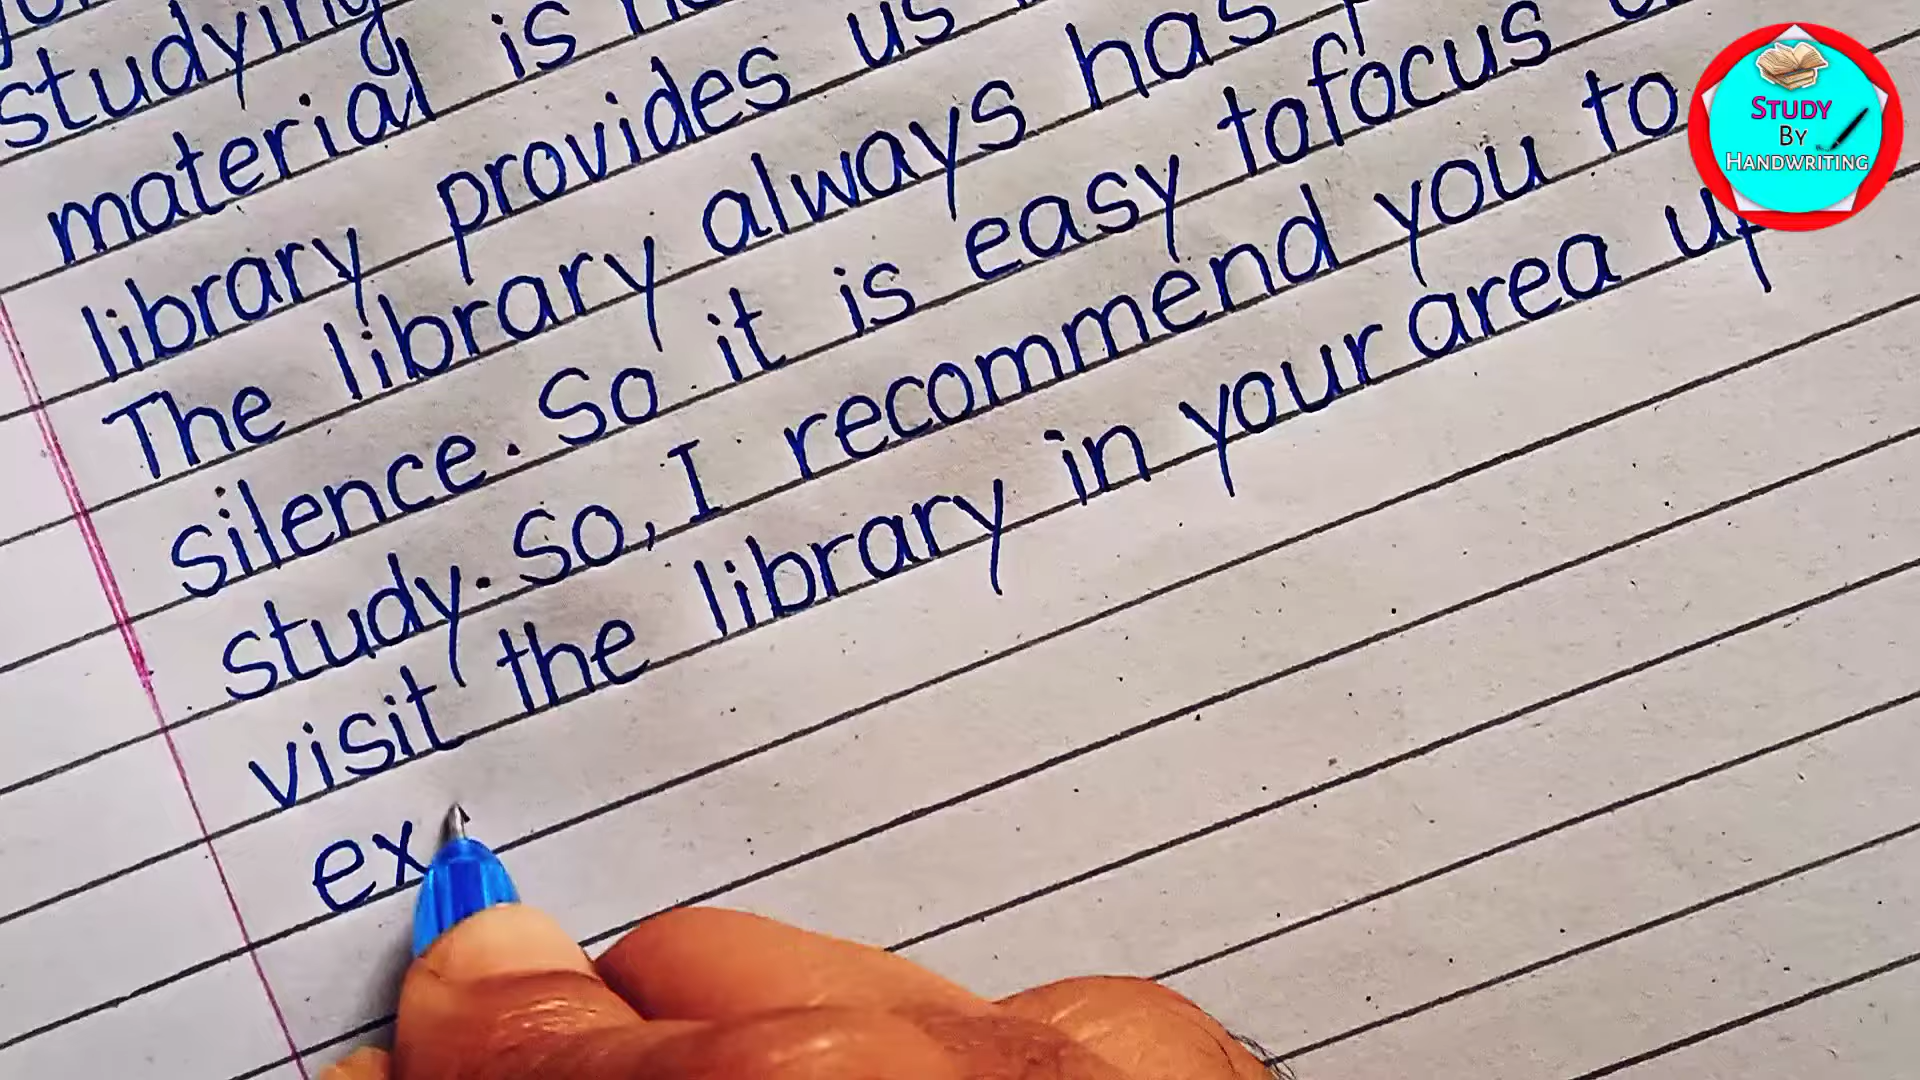 studying
material is
library provides us
The library always has
silence. So it is easy tofocus
study. So, I recommend you to
visit the library in your area
ex
STUDY
BY
HANDWRITING